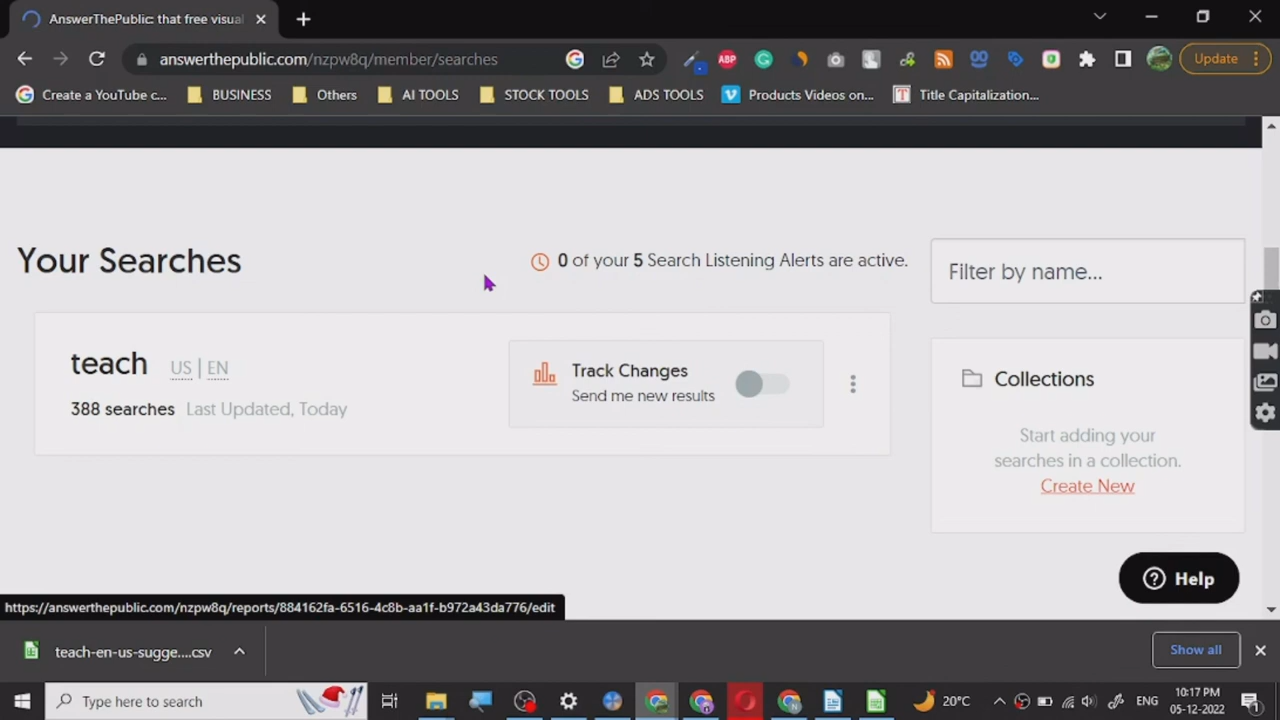 AnswerThePublic: that free visual
answerthepublic.com/nzpw8q/member/searches
ABP
Update
Create a YouTube c...
BUSINESS
Others
AI TOOLS
STOCK TOOLS
ADS TOOLS
Products Videos on...
T
Title Capitalization...
Your Searches
0 of your 5 Search Listening Alerts are active.
Filter by name...
teach US | EN
388 searches Last Updated, Today
Track Changes
Send me new results
Collections
Start adding your
searches in a collection.
Create New
Help
https://answerthepublic.com/nzpw8q/reports/884162fa-6516-4c8b-aa1f-b972a43da776/edit
teach-en-us-sugge....csv
Show all
Type here to search
20°C
ENG
10:17 PM
05-12-2022
1